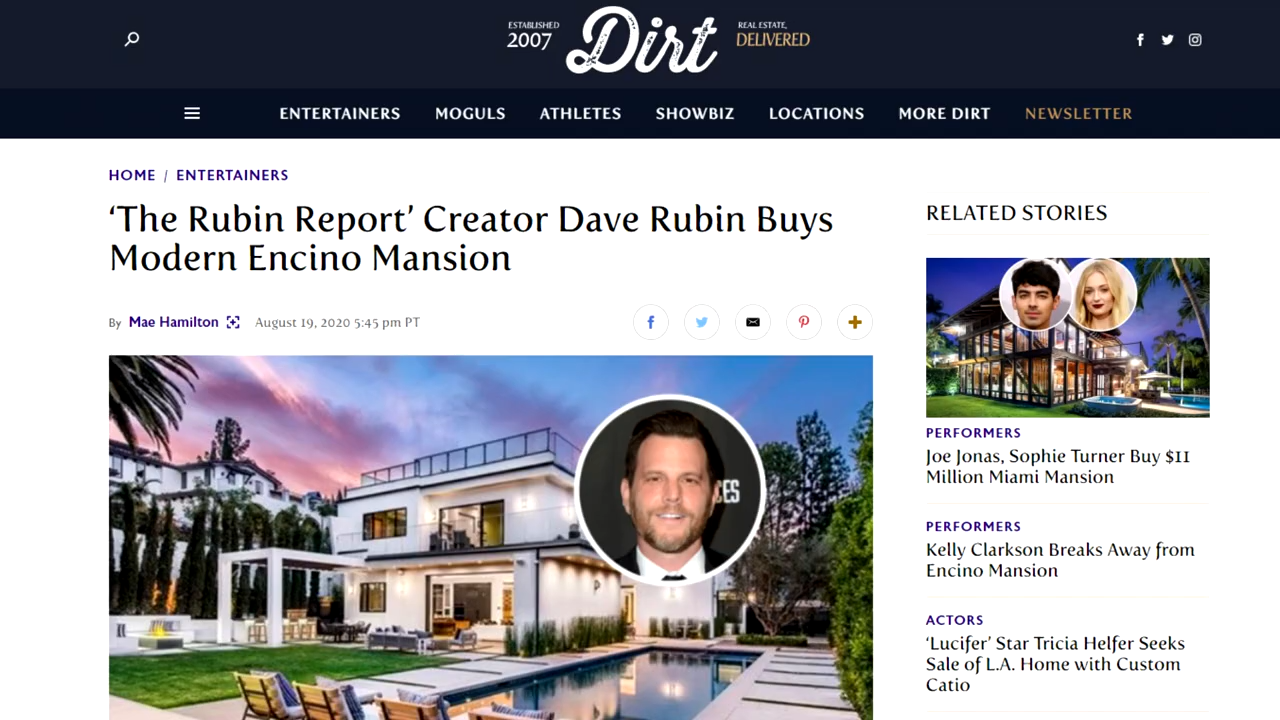 ESTABLISHED
2007
Dirt
REAL ESTATE,
DELIVERED
ENTERTAINERS
MOGULS
ATHLETES
SHOWBIZ
LOCATIONS
MORE DIRT
NEWSLETTER
HOME / ENTERTAINERS
‘The Rubin Report’ Creator Dave Rubin Buys
Modern Encino Mansion
By Mae Hamilton August 19, 2020 5:45 pm PT
CES
RELATED STORIES
PERFORMERS
Joe Jonas, Sophie Turner Buy $11
Million Miami Mansion
PERFORMERS
Kelly Clarkson Breaks Away from
Encino Mansion
ACTORS
‘Lucifer’ Star Tricia Helfer Seeks
Sale of L.A. Home with Custom
Catio